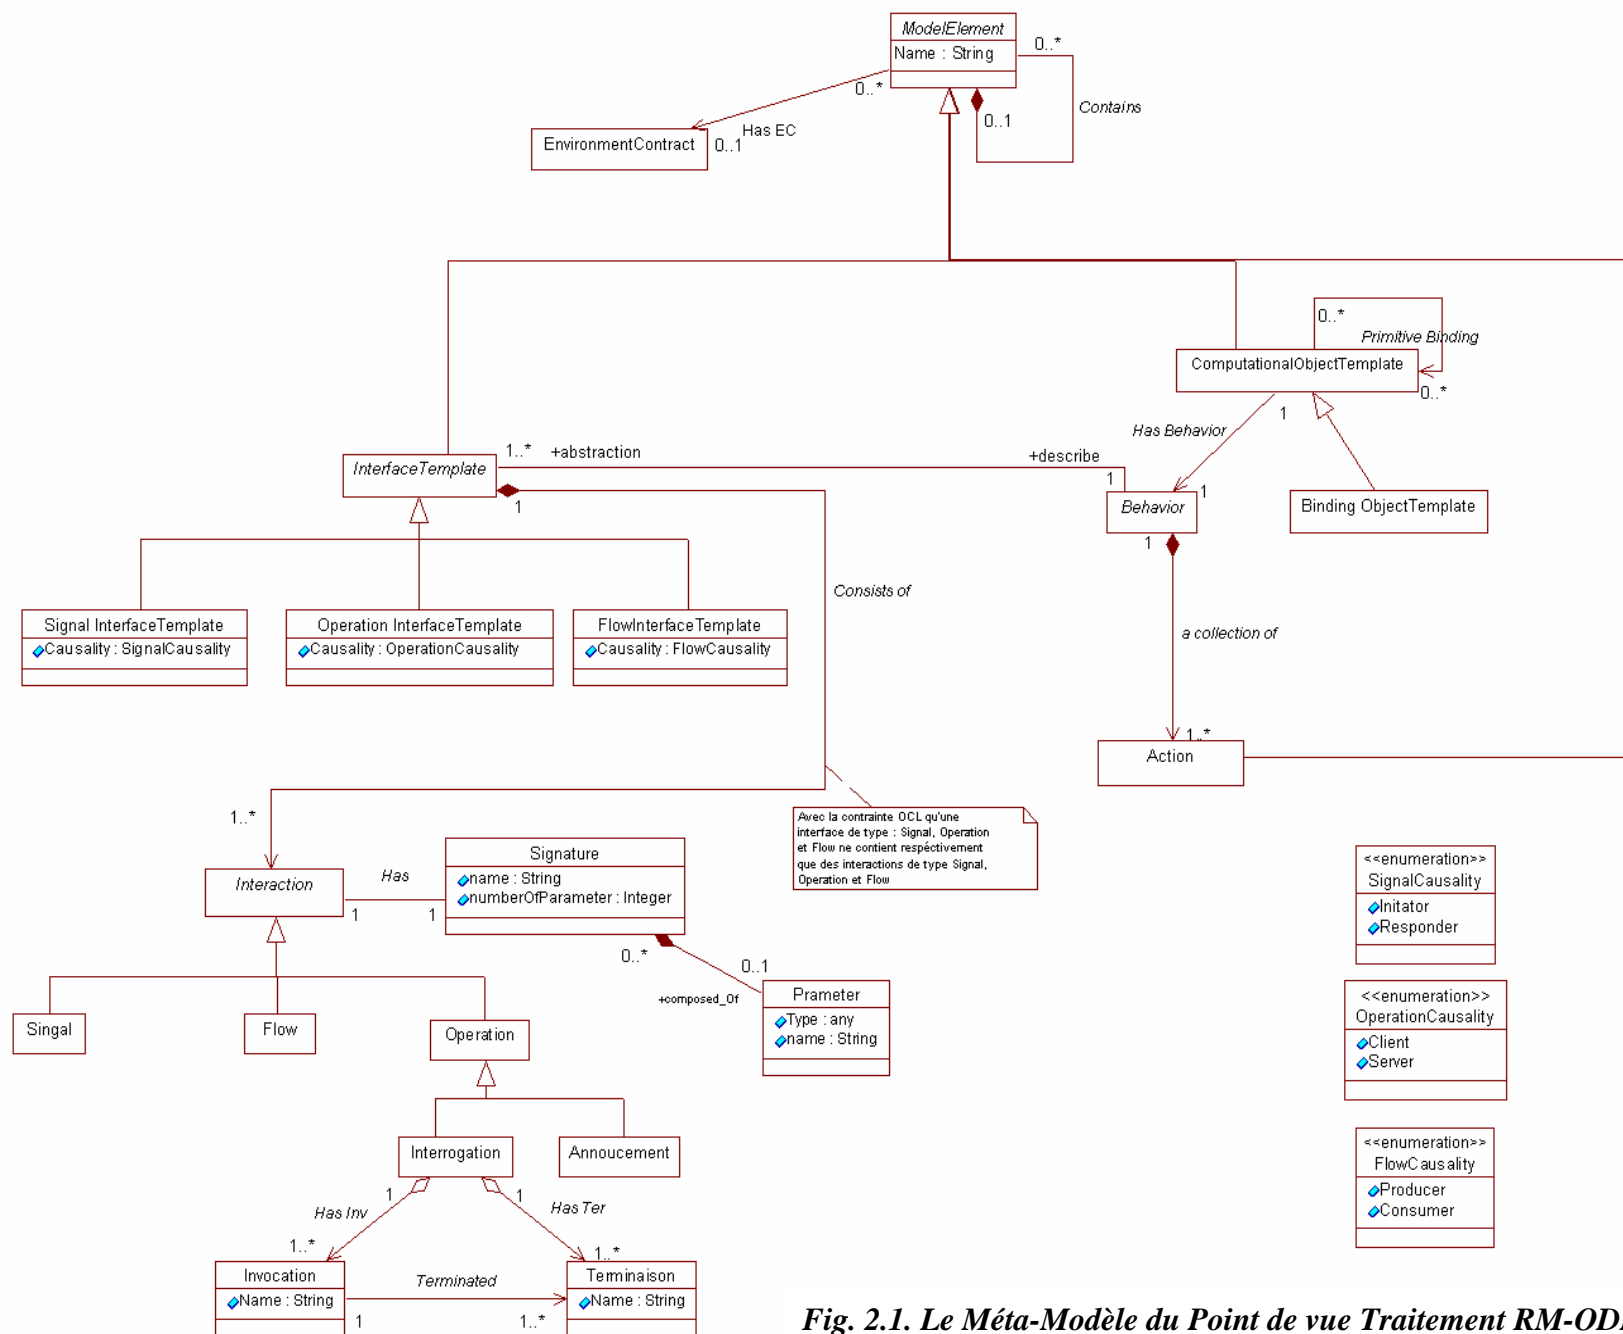 ModelElement
Name : String
0..*
0..*
0..1
Contains
Has EC
EnvironmentContract
0..1
0..*
Primitive Binding
ComputationalObjectTemplate
0..*
1
Has Behavior
1..*
+abstraction
+describe
InterfaceTemplate
1
1
1
Behavior
Binding ObjectTemplate
1
Consists of
Signal InterfaceTemplate
Causality : SignalCausality
Operation InterfaceTemplate
Causality : OperationCausality
FlowInterfaceTemplate
Causality : FlowCausality
a collection of
1..*
Action
1..*
Avec la contrainte OCL qu'une
interface de type : Signal, Operation
et Flow ne contient respéctivement
que des interactions de type Signal,
Operation et Flow
Signature
name : String
numberOfParameter : Integer
Interaction
Has
1
1
<<enumeration>>
SignalCausality
Initator
Responder
0..*
0..1
+composed_Of
Prameter
Type : any
name : String
<<enumeration>>
OperationCausality
Client
Server
Singal
Flow
Operation
Interrogation
Annoucement
<<enumeration>>
FlowCausality
Producer
Consumer
1
1
Has Inv
Has Ter
1..*
1..*
Invocation
Name : String
Terminated
Terminaison
Name : String
1
1..*
Fig. 2.1. Le Méta-Modèle du Point de vue Traitement RM-OD